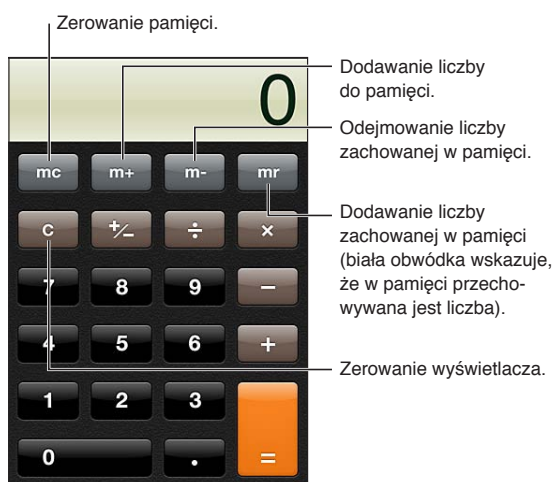 Zerowanie pamięci.
0
Dodawanie liczby
do pamięci.
Odejmowanie liczby
zachowanej w pamięci.
mc m+ m- mr
Dodawanie liczby
zachowanej w pamięci
(biała obwódka wskazuje,
że w pamięci przecho-
wywana jest liczba).
c +/− ÷ ×
7 8 9 −
4 5 6 +
Zerowanie wyświetlacza.
1 2 3
0 . =